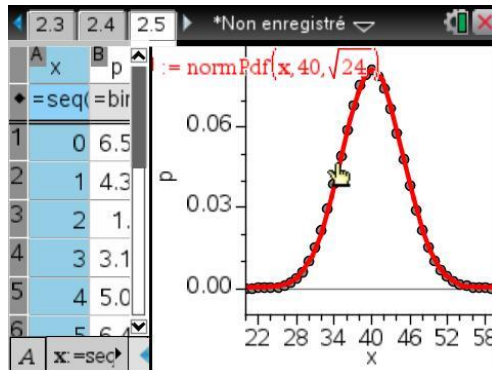 2.3 2.4 2.5 *Non enregistré
A x B p
=seq( =bin
1 0 6.5
2 1 4.3
3 2 1.
4 3 3.1
5 4 5.0
6 5 6.4
A x:=seq
:= normPdf(x,40,√24)
0.06
0.03
0.00
p
22 28 34 40 46 52 58
x